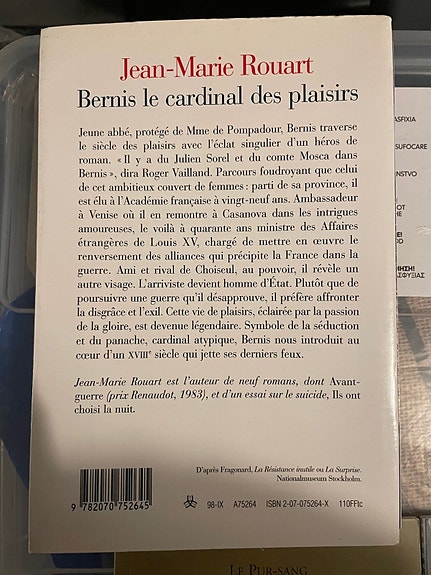 Jean-Marie Rouart
Bernis le cardinal des plaisirs
Jeune abbé, protégé de Mme de Pompadour, Bernis traverse
le siècle des plaisirs avec l'éclat singulier d'un héros de
roman. « Il y a du Julien Sorel et du comte Mosca dans
Bernis », dira Roger Vailland. Parcours foudroyant que celui
de cet ambitieux couvert de femmes : parti de sa province, il
est élu à l'Académie française à vingt-neuf ans. Ambassadeur
à Venise où il en remontre à Casanova dans les intrigues
amoureuses, le voilà à quarante ans ministre des Affaires
étrangères de Louis XV, chargé de mettre en œuvre le
renversement des alliances qui précipite la France dans la
guerre. Ami et rival de Choiseul, au pouvoir, il révèle un
autre visage. L'arriviste devient homme d'État. Plutôt que de
poursuivre une guerre qu'il désapprouve, il préfère affronter
la disgrâce et l'exil. Cette vie de plaisirs, éclairée par la passion
de la gloire, est devenue légendaire. Symbole de la séduction
et du panache, cardinal atypique, Bernis nous introduit au
cœur d'un XVIIIe siècle qui jette ses derniers feux.
Jean-Marie Rouart est l'auteur de neuf romans, dont Avant-
guerre (prix Renaudot, 1983), et d'un essai sur le suicide, Ils ont
choisi la nuit.
D'après Fragonard, La Résistance inutile ou La Surprise.
Nationalmuseum Stockholm.
9 782070 752645
98-IX A75264 ISBN 2-07-075264-X 110FFtc
ASFIXIA
SUFOCARE
NSTVO
OT
HE
OD
ΑΣΦΥΞΙΑΣ
LE PUR-SANG